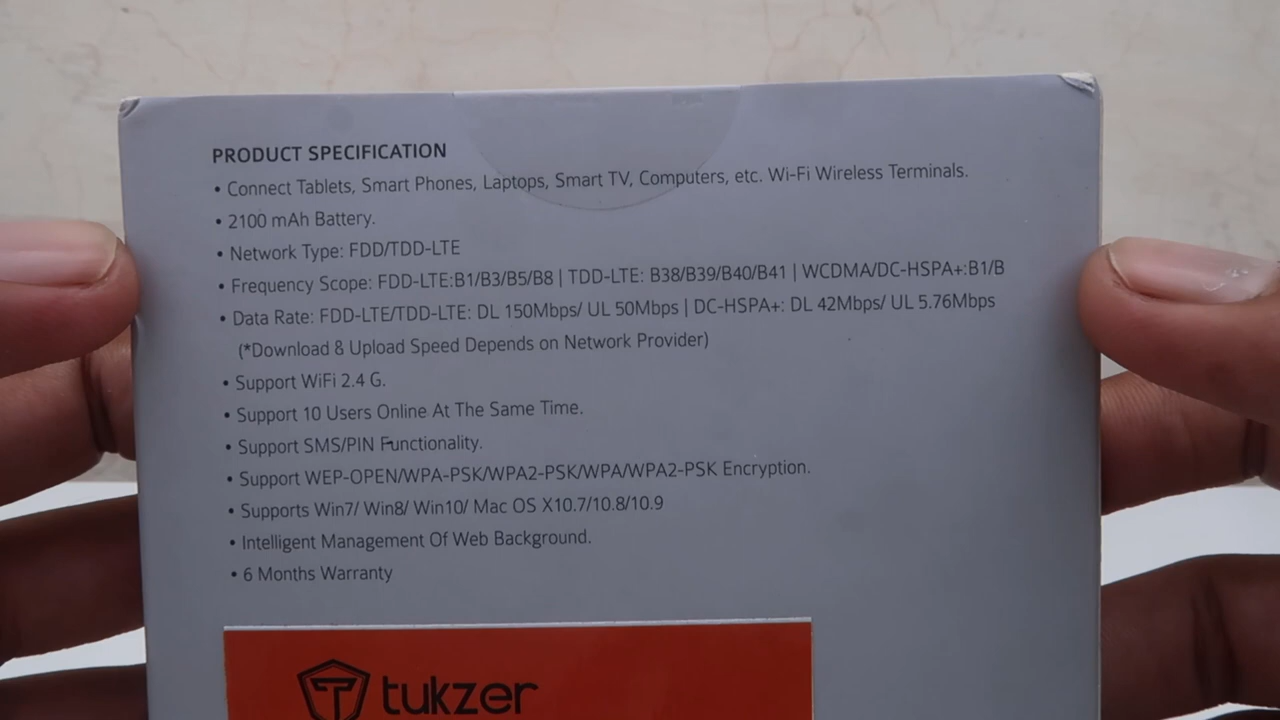 PRODUCT SPECIFICATION
• Connect Tablets, Smart Phones, Laptops, Smart TV, Computers, etc. Wi-Fi Wireless Terminals.
• 2100 mAh Battery.
• Network Type: FDD/TDD-LTE
• Frequency Scope: FDD-LTE:B1/B3/B5/B8 | TDD-LTE: B38/B39/B40/B41 | WCDMA/DC-HSPA+:B1/B
• Data Rate: FDD-LTE/TDD-LTE: DL 150Mbps/ UL 50Mbps | DC-HSPA+: DL 42Mbps/ UL 5.76Mbps
(*Download & Upload Speed Depends on Network Provider)
• Support WiFi 2.4 G.
• Support 10 Users Online At The Same Time.
• Support SMS/PIN Functionality.
• Support WEP-OPEN/WPA-PSK/WPA2-PSK/WPA/WPA2-PSK Encryption.
• Supports Win7/ Win8/ Win10/ Mac OS X10.7/10.8/10.9
• Intelligent Management Of Web Background.
• 6 Months Warranty
tukzer